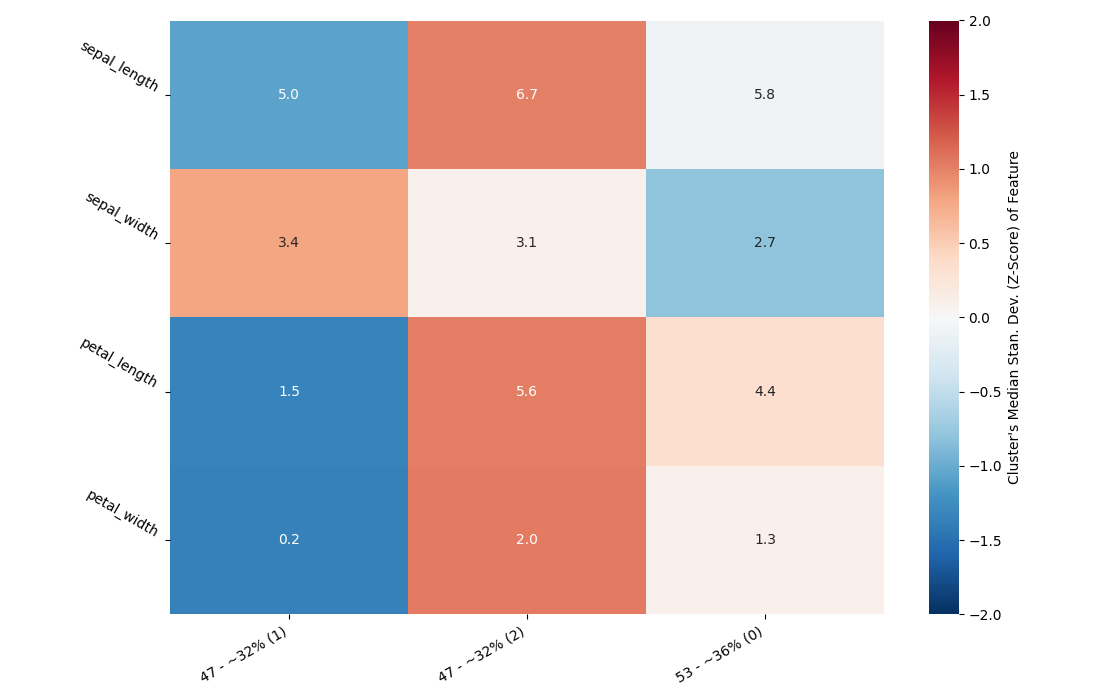 sepal_length
5.0
6.7
5.8
sepal_width
3.4
3.1
2.7
petal_length
1.5
5.6
4.4
petal_width
0.2
2.0
1.3
47 - ~32% (1)
47 - ~32% (2)
53 - ~36% (0)
2.0
1.5
1.0
0.5
0.0
−0.5
−1.0
−1.5
−2.0
Cluster's Median Stan. Dev. (Z-Score) of Feature